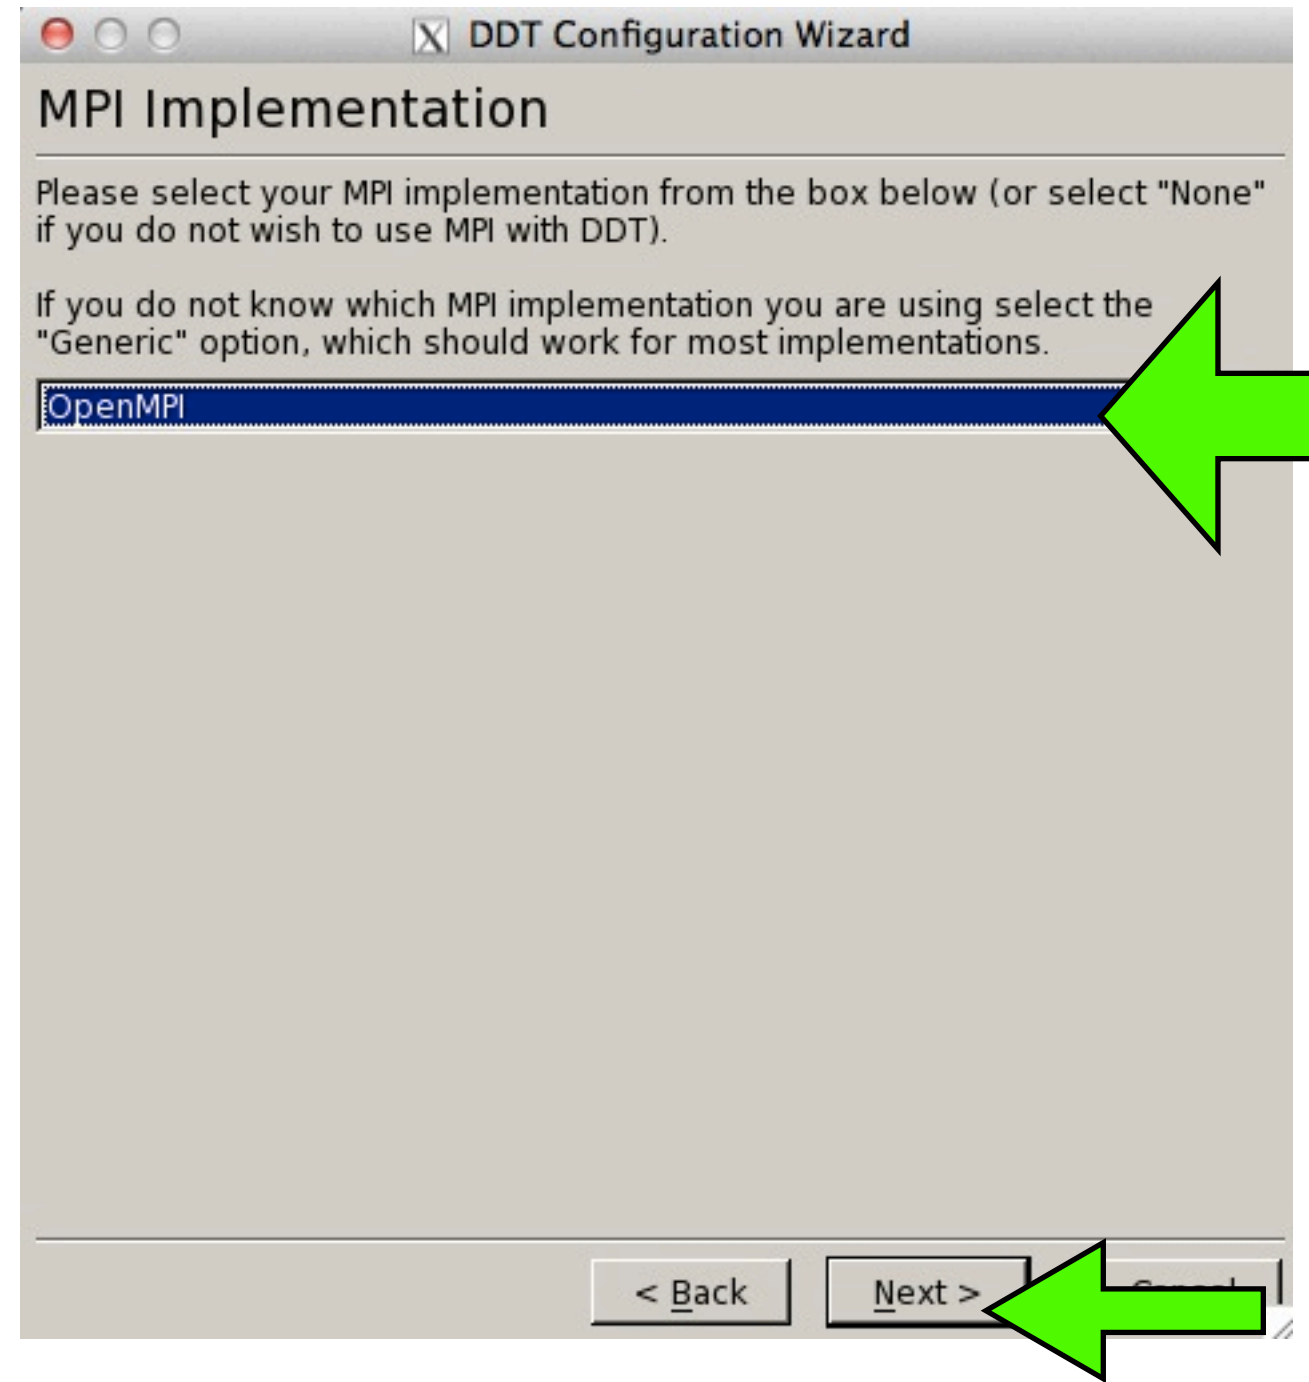 X DDT Configuration Wizard
MPI Implementation
Please select your MPI implementation from the box below (or select "None"
if you do not wish to use MPI with DDT).
If you do not know which MPI implementation you are using select the
"Generic" option, which should work for most implementations.
OpenMPI
< Back Next >